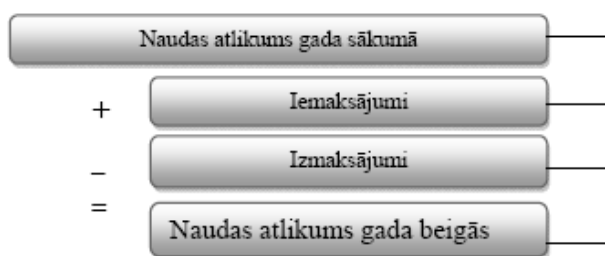 Naudas atlikums gada sākumā
+ Iemaksājumi
– Izmaksājumi
= Naudas atlikums gada beigās